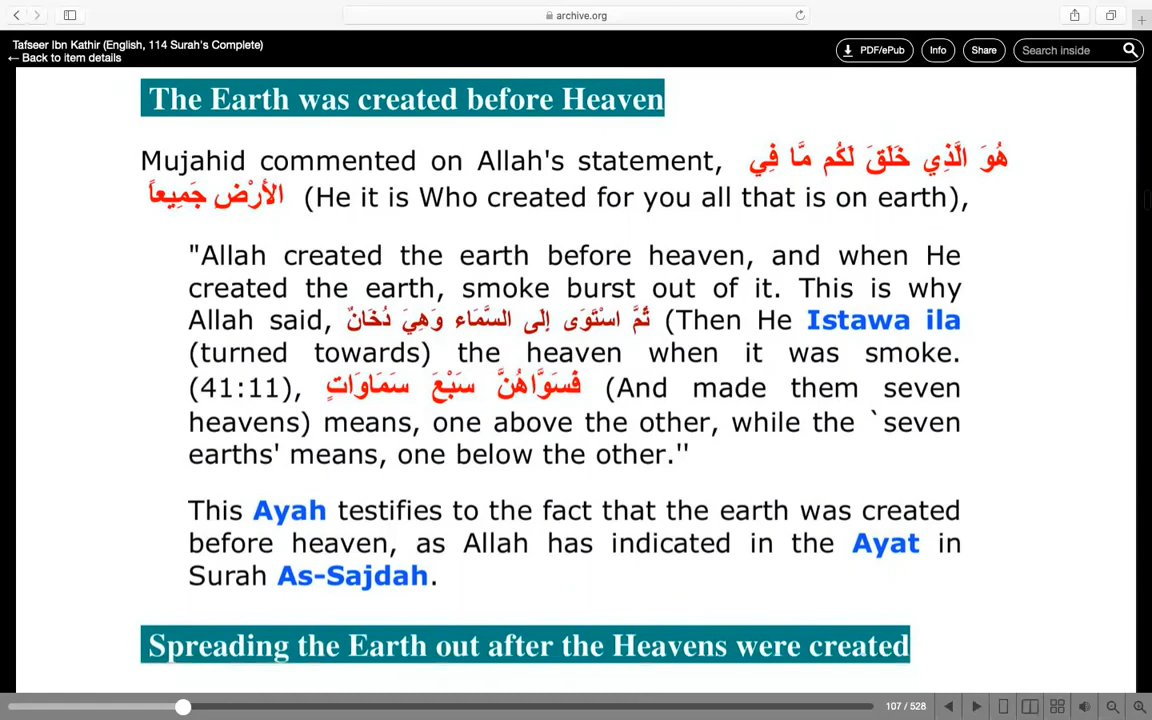 archive.org
Tafseer Ibn Kathir (English, 114 Surah's Complete)
← Back to item details
PDF/ePub
Info
Share
Search inside
The Earth was created before Heaven
Mujahid commented on Allah's statement, هُوَ الَّذِي خَلَقَ لَكُم مَّا فِي
الأَرْضِ جَمِيعاً (He it is Who created for you all that is on earth),
"Allah created the earth before heaven, and when He
created the earth, smoke burst out of it. This is why
Allah said, ثُمَّ اسْتَوَى إِلَى السَّمَاء وَهِيَ دُخَانٌ (Then He Istawa ila
(turned towards) the heaven when it was smoke.
(41:11), فَسَوَّاهُنَّ سَبْعَ سَمَاوَاتٍ (And made them seven
heavens) means, one above the other, while the `seven
earths' means, one below the other.''
This Ayah testifies to the fact that the earth was created
before heaven, as Allah has indicated in the Ayat in
Surah As-Sajdah.
Spreading the Earth out after the Heavens were created
107 / 528